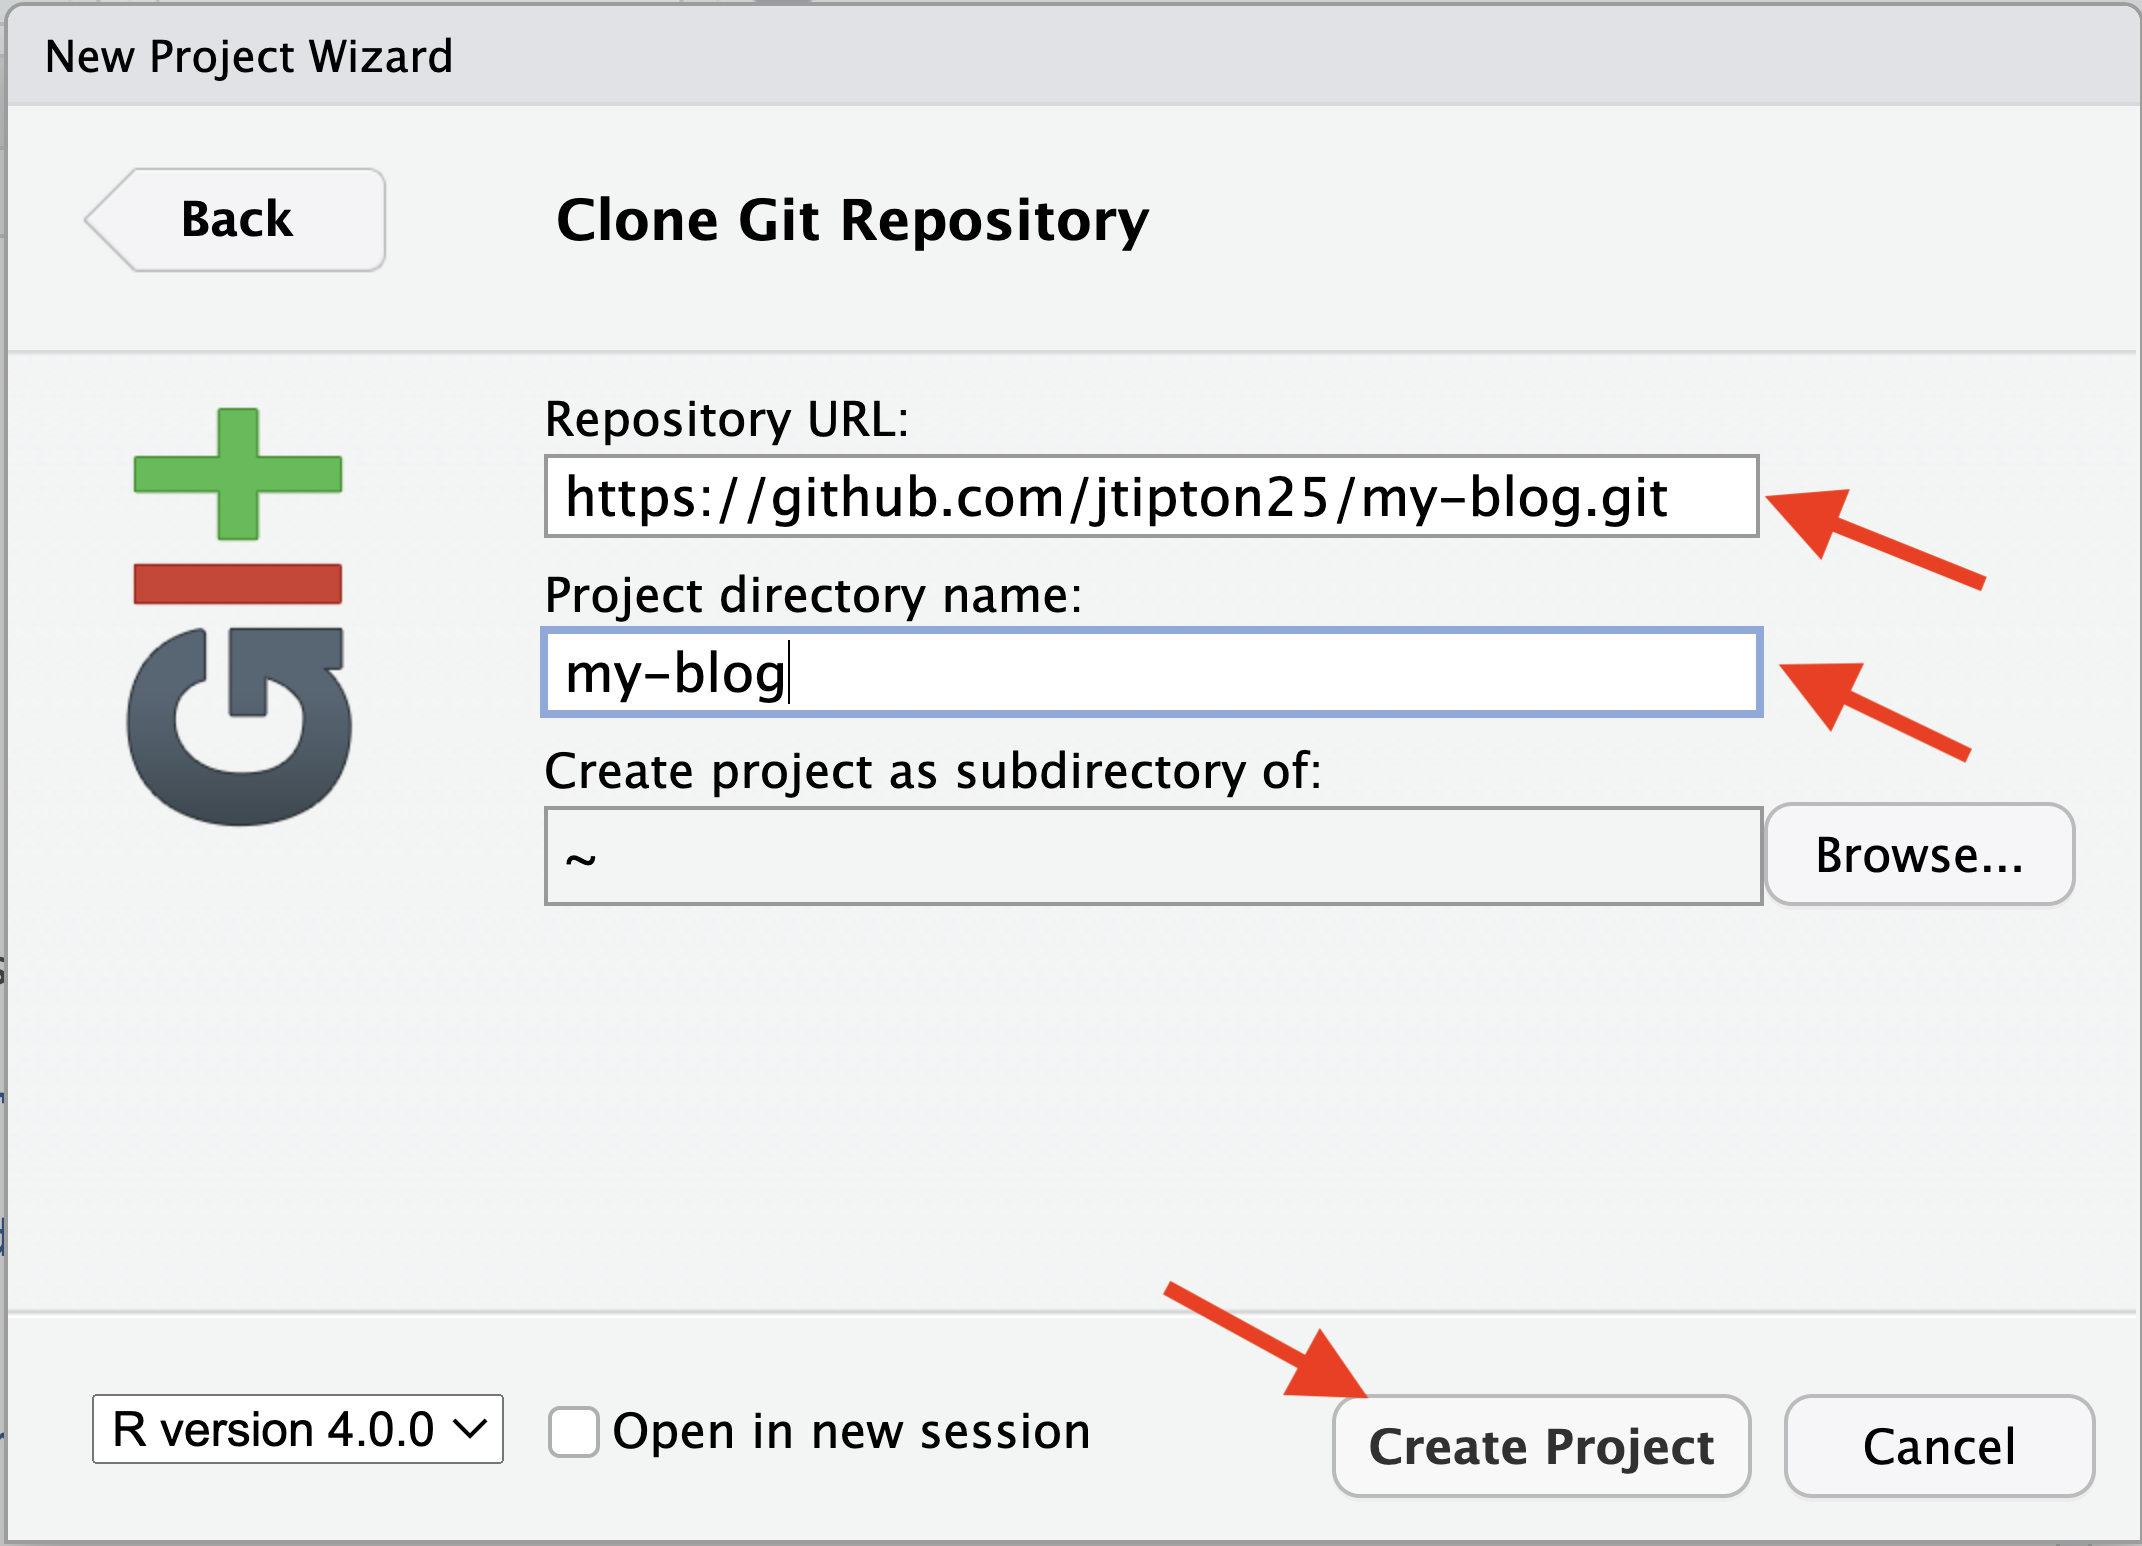 New Project Wizard
Back
Clone Git Repository
GIT
Repository URL:
https://github.com/jtipton25/my-blog.git
Project directory name:
my-blog
Create project as subdirectory of:
~
Browse...
R version 4.0.0
Open in new session
Create Project
Cancel